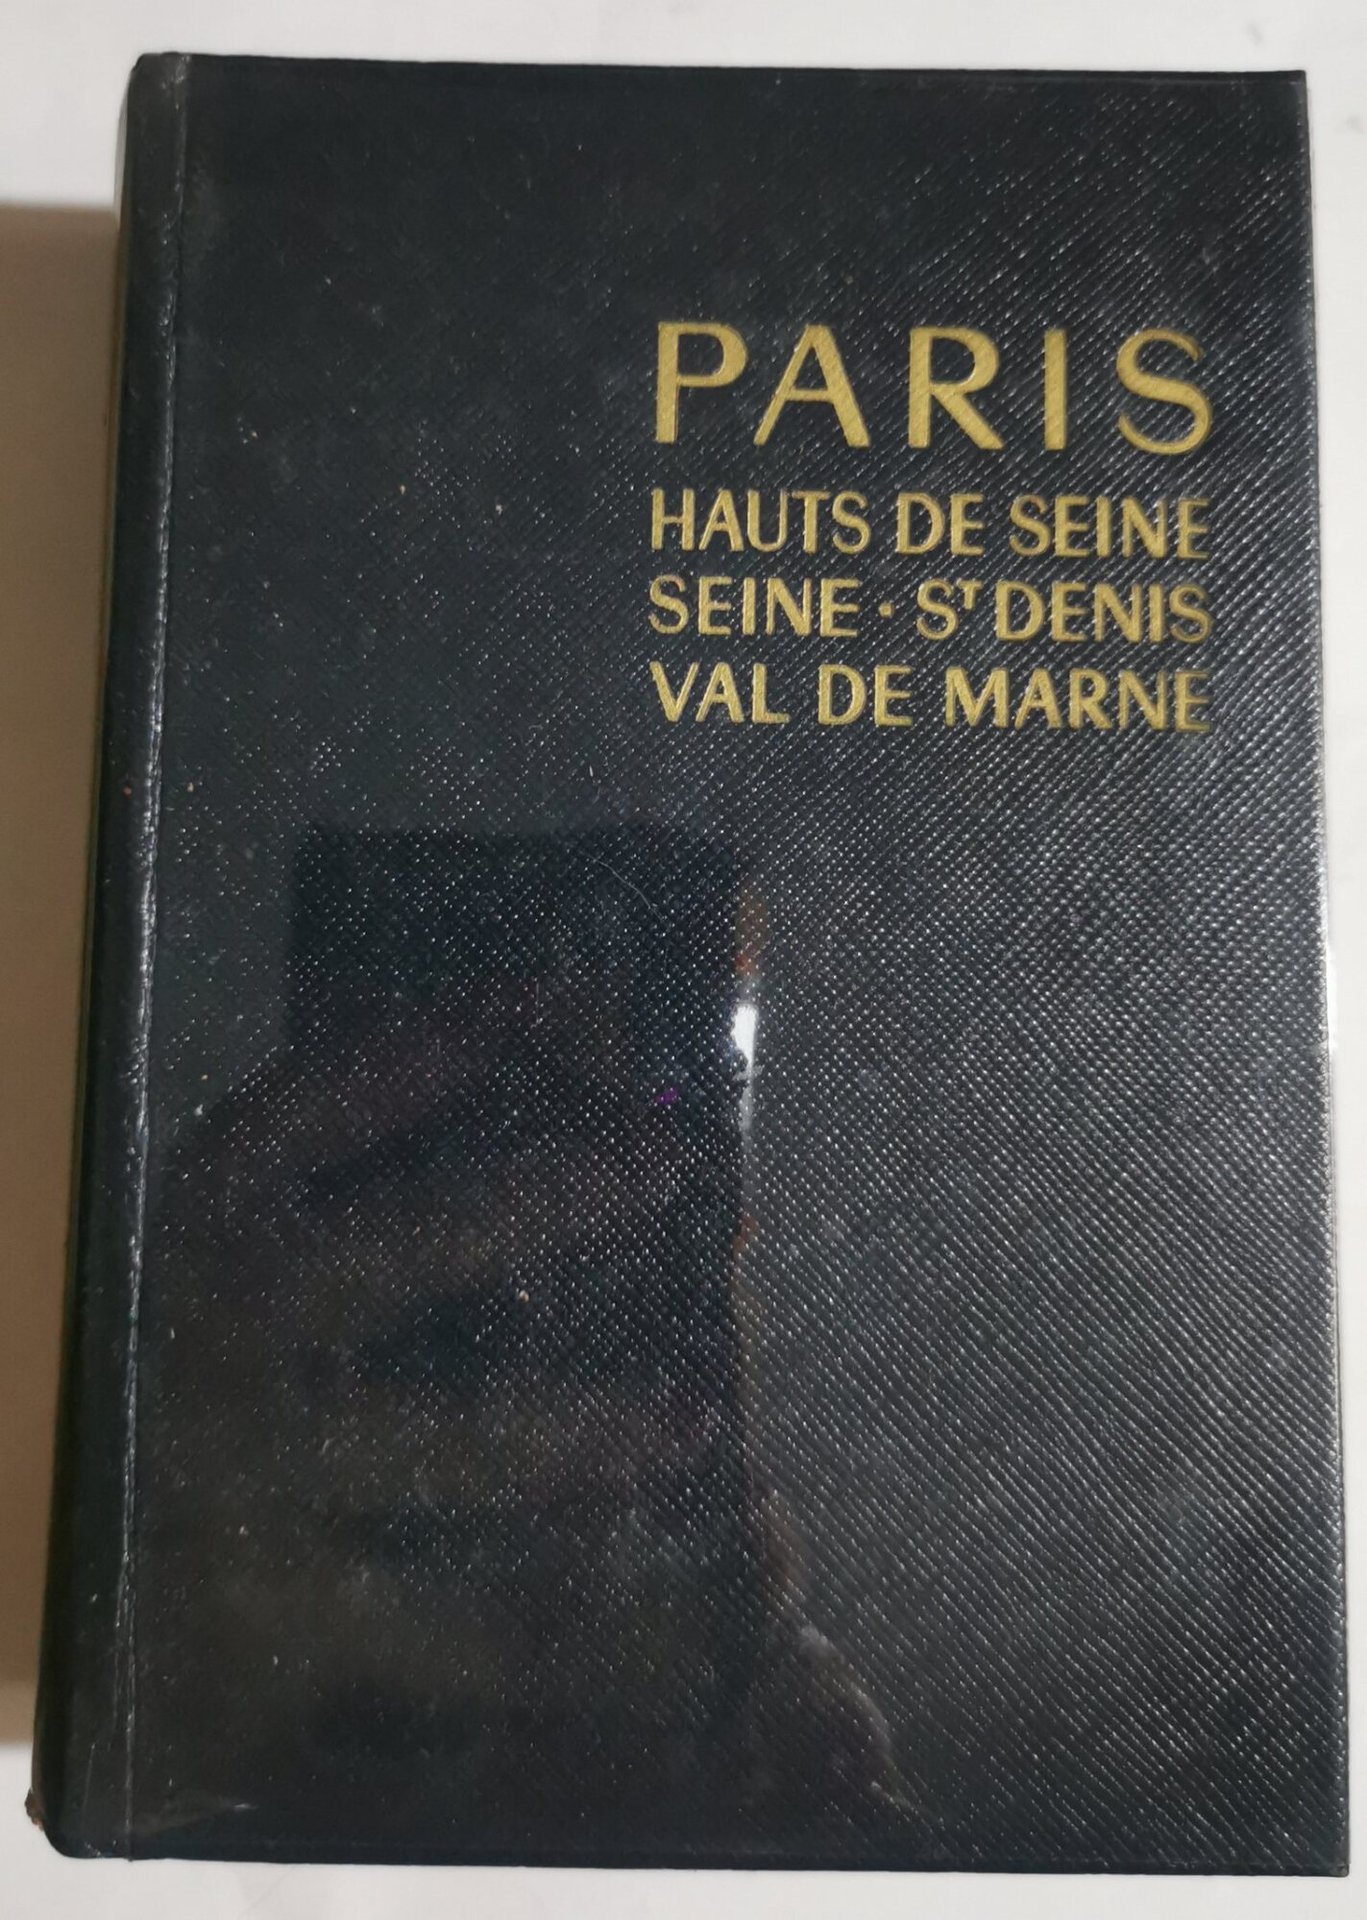 PARIS
HAUTS DE SEINE
SEINE · ST DENIS
VAL DE MARNE